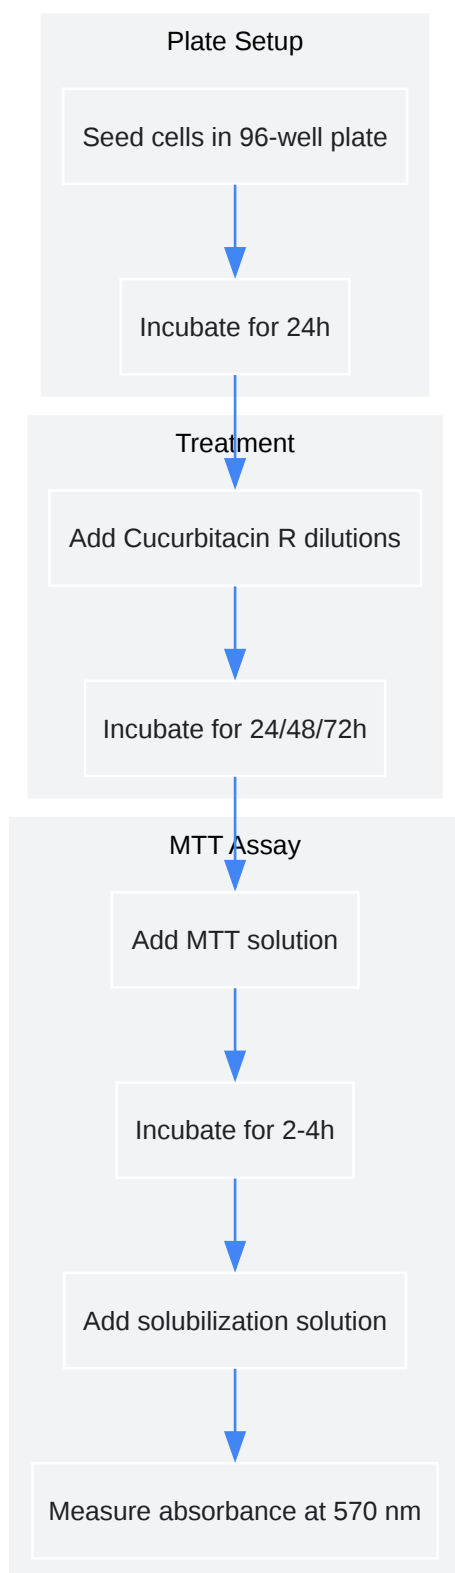 Plate Setup
Seed cells in 96-well plate
Incubate for 24h
Treatment
Add Cucurbitacin R dilutions
Incubate for 24/48/72h
MTT Assay
Add MTT solution
Incubate for 2-4h
Add solubilization solution
Measure absorbance at 570 nm